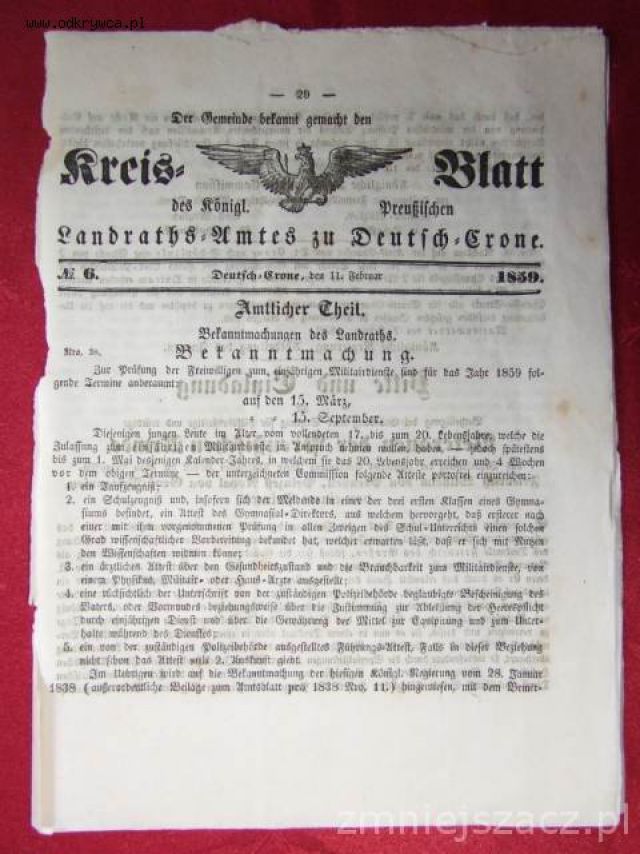 www.odkrywca.pl
— 29 —
Der Gemeinde bekannt gemacht den
Kreis- Blatt
des Königl. Preußischen
Landraths-Amtes zu Deutsch-Crone.
№ 6. Deutsch-Crone, den 11. Februar 1859.
Amtlicher Theil.
Bekanntmachungen des Landraths.
Nro. 28. Bekanntmachung.
Zur Prüfung der Freiwilligen zum einjährigen Militairdienste sind für das Jahr 1859 fol-
gende Termine anberaumt:
auf den 15. März,
= = 15. September.
Diejenigen jungen Leute im Alter vom vollendeten 17. bis zum 20. Lebensjahre, welche die
Zulassung zum einjährigen Militairdienste in Anspruch nehmen wollen, haben — jedoch spätestens
bis zum 1. Mai desjenigen Kalender-Jahres, in welchem sie das 20. Lebensjahr erreichen und 4 Wochen
vor dem obigen Termine — der unterzeichneten Commission folgende Atteste portofrei einzureichen:
1. ein Taufzeugniß;
2. ein Schulzeugniß und, insofern sich der Meldende in einer der drei ersten Klassen eines Gymna-
siums befindet, ein Attest des Gymnasial-Direktors, aus welchem hervorgeht, daß ersterer nach
einer mit ihm vorgenommenen Prüfung in allen Zweigen des Schul-Unterrichts einen solchen
Grad wissenschaftlicher Vorbereitung bekundet hat, welcher erwarten läßt, daß er sich mit Nutzen
den Wissenschaften widmen könne;
3. ein ärztliches Attest über den Gesundheitszustand und die Brauchbarkeit zum Militairdienste, von
einem Physikus, Militair- oder Haus-Arzte ausgestellt;
4. eine rücksichtlich der Unterschrift von der zuständigen Polizeibehörde beglaubigte Bescheinigung des
Vaters, oder Vormundes beziehungsweise über die Zustimmung zur Ableistung der Heerespflicht
durch einjährigen Dienst und über die Gewährung der Mittel zur Equipirung und zum Unter-
halte während des Dienstes;
5. ein von der zuständigen Polizeibehörde ausgestelltes Führungs-Attest, Falls in dieser Beziehung
nicht schon das Attest sub 2. Auskunft giebt.
Im Uebrigen wird auf die Bekanntmachung der hiesigen Königl. Regierung vom 28. Januar
1838 (außerordentliche Beilage zum Amtsblatt pro 1838 Nro. 11.) hingewiesen, mit dem Bemer-
zmniejszacz.pl